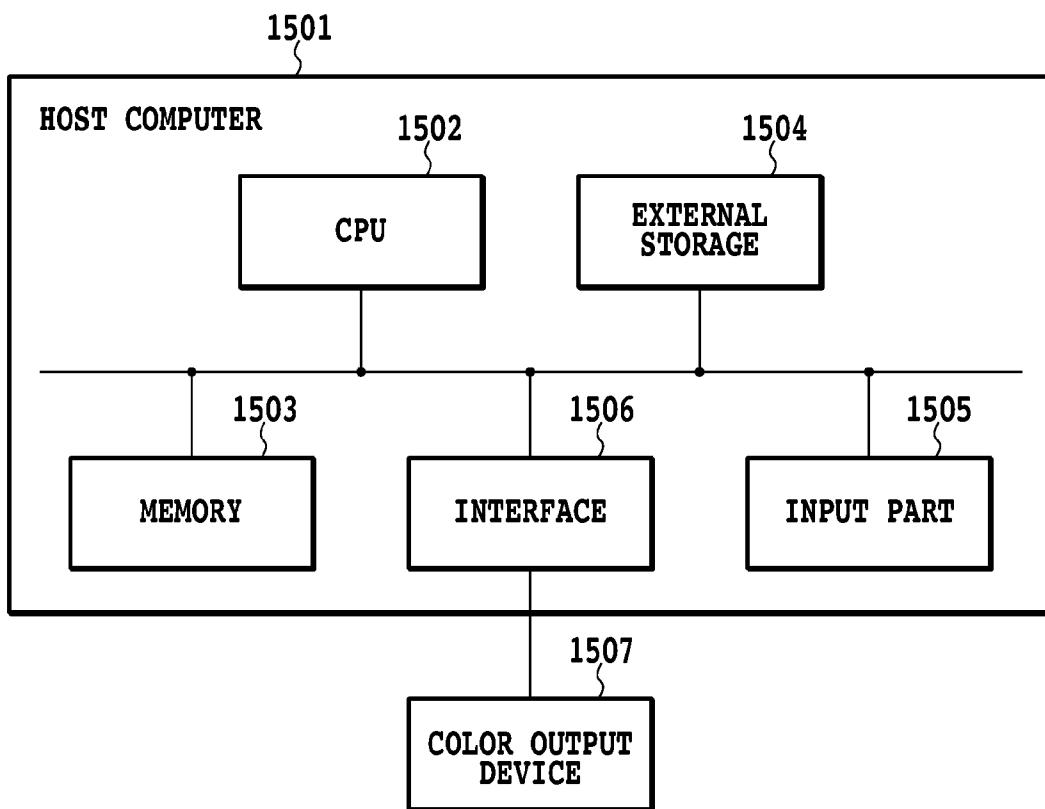 1501
HOST COMPUTER
1502
1504
CPU
EXTERNAL
STORAGE
1503
1506
1505
MEMORY
INTERFACE
INPUT PART
1507
COLOR OUTPUT
DEVICE